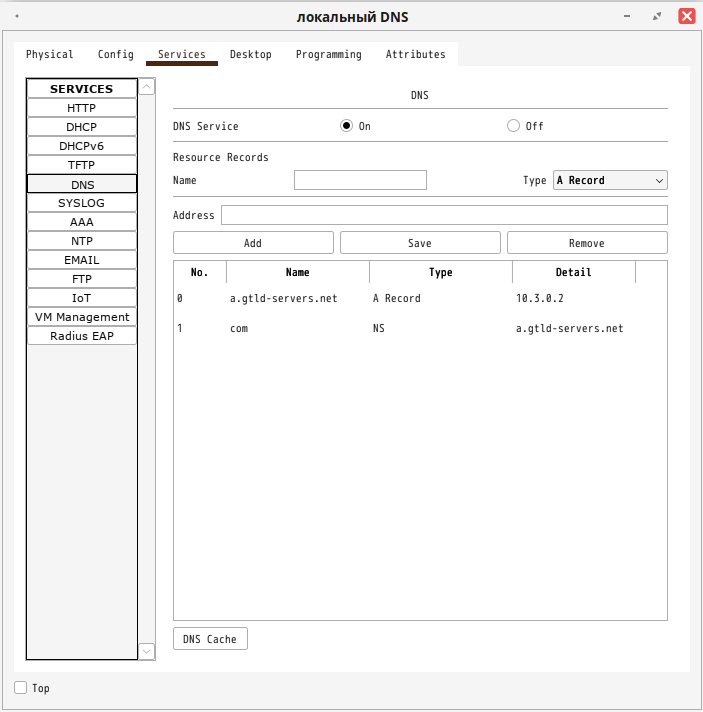 локальный DNS
Physical Config Services Desktop Programming Attributes
SERVICES
HTTP
DHCP
DHCPv6
TFTP
DNS
SYSLOG
AAA
NTP
EMAIL
FTP
IoT
VM Management
Radius EAP
DNS
DNS Service On Off
Resource Records
Name Type A Record
Address
Add Save Remove
No. Name Type Detail
0 a.gtld-servers.net A Record 10.3.0.2
1 com NS a.gtld-servers.net
DNS Cache
Top